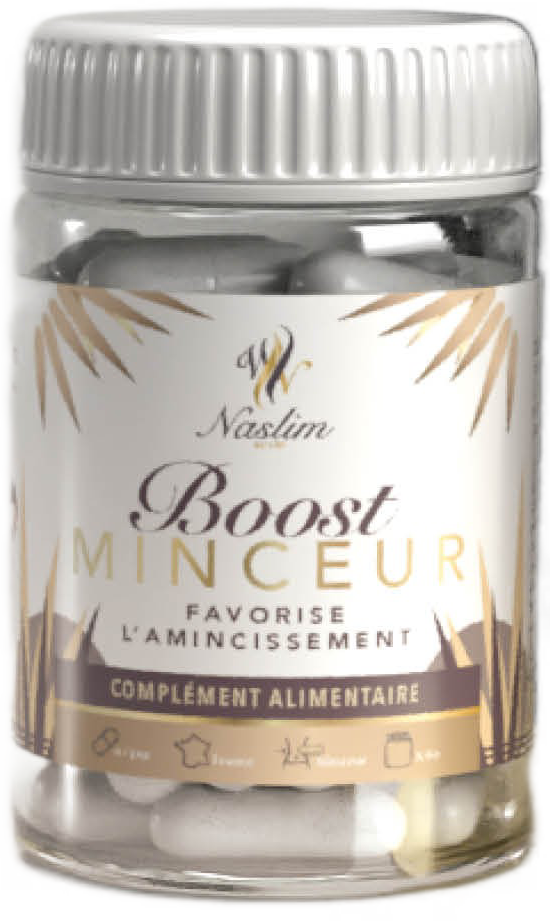 Naslim
Boost
MINCEUR
FAVORISE
L'AMINCISSEMENT
COMPLÉMENT ALIMENTAIRE